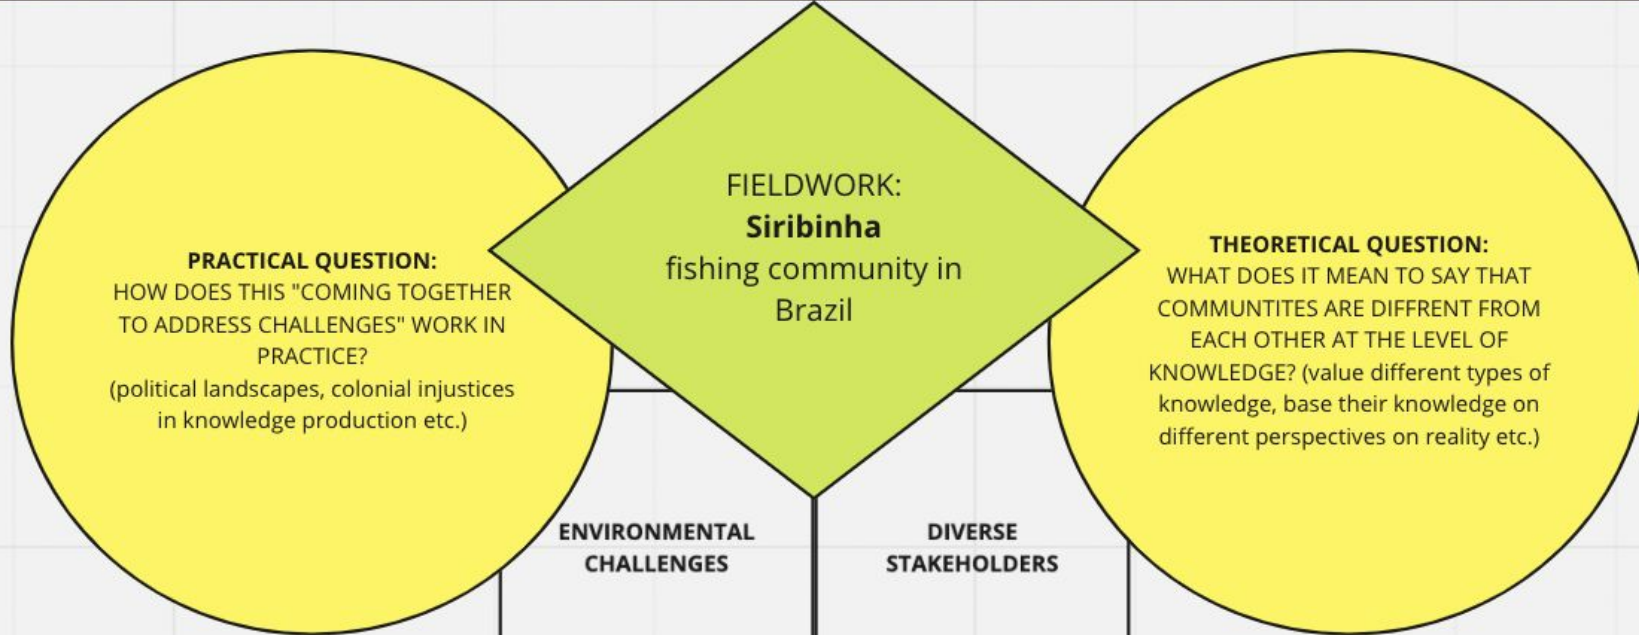 PRACTICAL QUESTION:
HOW DOES THIS "COMING TOGETHER
TO ADDRESS CHALLENGES" WORK IN
PRACTICE?
(political landscapes, colonial injustices
in knowledge production etc.)
FIELDWORK:
Siribinha
fishing community in
Brazil
THEORETICAL QUESTION:
WHAT DOES IT MEAN TO SAY THAT
COMMUNTITES ARE DIFFRENT FROM
EACH OTHER AT THE LEVEL OF
KNOWLEDGE? (value different types of
knowledge, base their knowledge on
different perspectives on reality etc.)
ENVIRONMENTAL
CHALLENGES
DIVERSE
STAKEHOLDERS